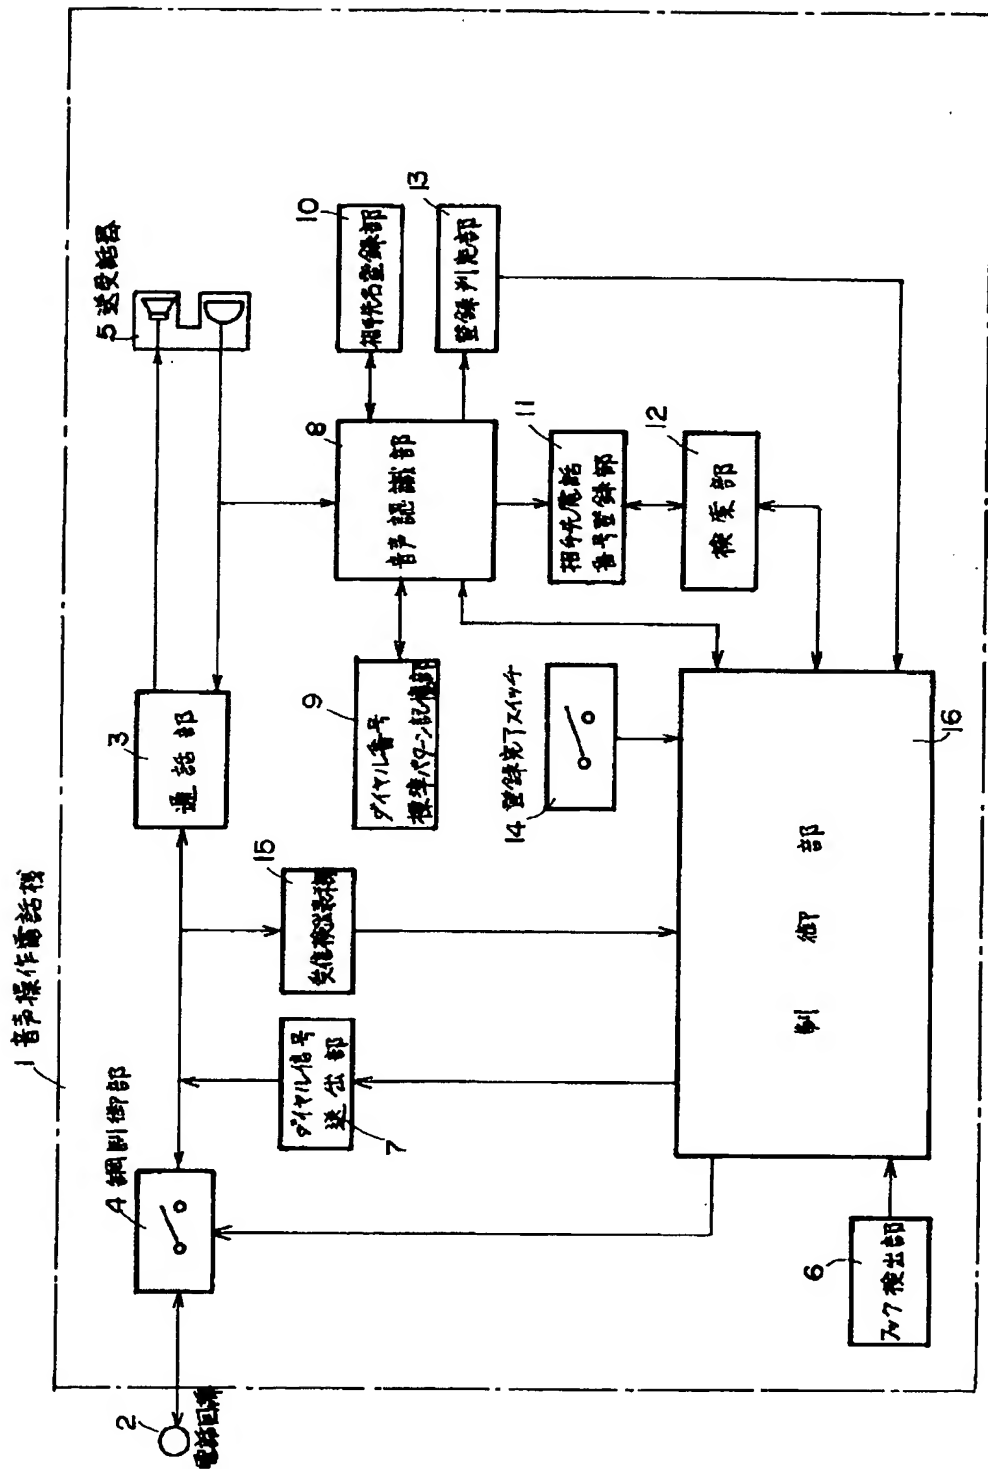 1 音声操作電話機
2
電話回線
4 網制御部
3
通話部
5 送受話器
15
受信検出表示部
ダイヤル信号
送出部
7
9
ダイヤル番号
標準パターン記憶部
8
音声認識部
10
相手先名登録部
13
登録判定部
11
相手先電話
番号登録部
12
検索部
14 登録完了スイッチ
制御部
16
6
フック検出部